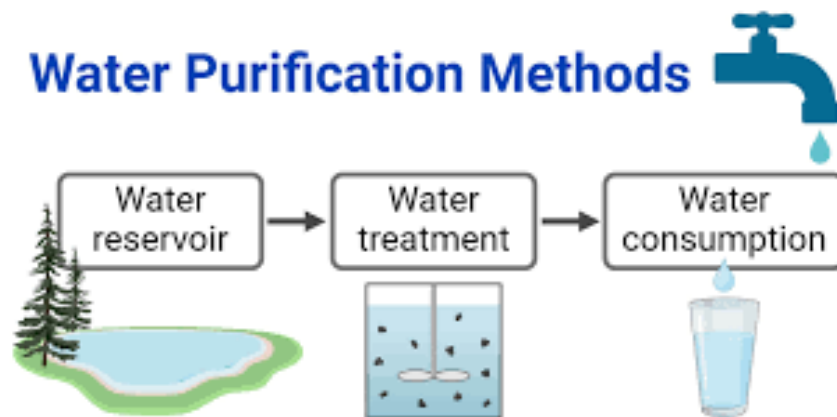 Water Purification Methods
Water
reservoir
Water
treatment
Water
consumption